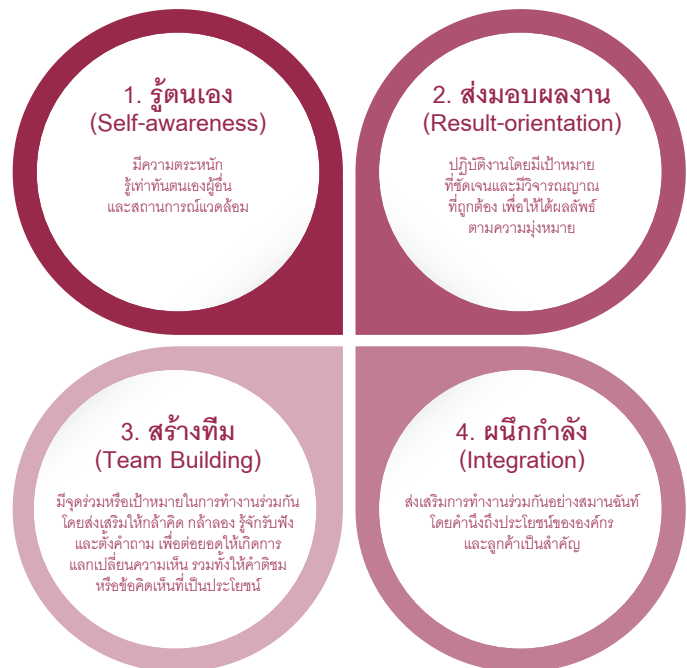 1. รู้ตนเอง
(Self-awareness)
มีความตระหนัก
รู้เท่าทันตนเองผู้อื่น
และสถานการณ์แวดล้อม
2. ส่งมอบผลงาน
(Result-orientation)
ปฏิบัติงานโดยมีเป้าหมาย
ที่ชัดเจนและมีวิจารณญาณ
ที่ถูกต้อง เพื่อให้ได้ผลลัพธ์
ตามความมุ่งหมาย
3. สร้างทีม
(Team Building)
มีจุดร่วมหรือเป้าหมายในการทำงานร่วมกัน
โดยส่งเสริมให้กล้าคิด กล้าลอง รู้จักรับฟัง
และตั้งคำถาม เพื่อต่อยอดให้เกิดการ
แลกเปลี่ยนความเห็น รวมทั้งให้คำติชม
หรือข้อคิดเห็นที่เป็นประโยชน์
4. ผนึกกำลัง
(Integration)
ส่งเสริมการทำงานร่วมกันอย่างสมานฉันท์
โดยคำนึงถึงประโยชน์ขององค์กร
และลูกค้าเป็นสำคัญ